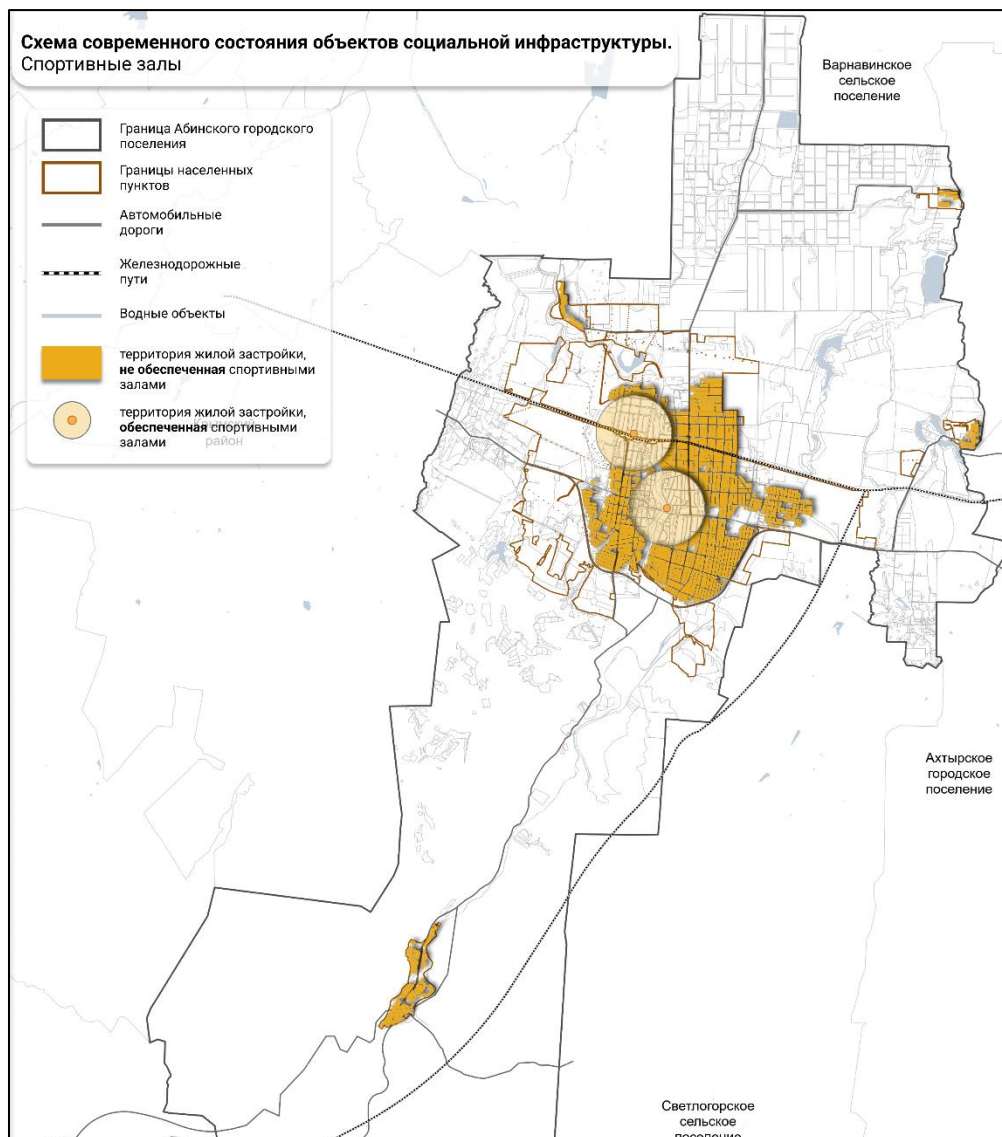 Схема современного состояния объектов социальной инфраструктуры.
Спортивные залы
Варнавинское
сельское
поселение
Граница Абинского городского
поселения
Границы населенных
пунктов
Автомобильные
дороги
Железнодорожные
пути
Водные объекты
территория жилой застройки,
не обеспеченная спортивными
залами
территория жилой застройки,
обеспеченная спортивными
залами
район
Ахтырское
городское
поселение
Светлогорское
сельское
поселение